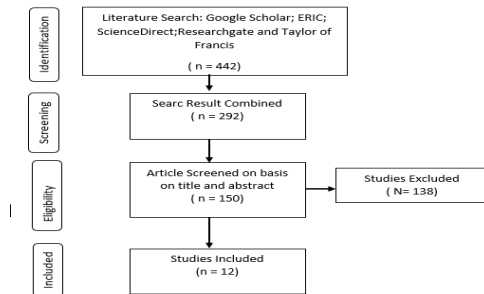 Identification
Literature Search: Google Scholar; ERIC;
ScienceDirect;Researchgate and Taylor of
Francis
( n = 442)
Screening
Searc Result Combined
( n = 292)
Eligibility
Article Screened on basis
on title and abstract
( n = 150)
Studies Excluded
( N= 138)
Included
Studies Included
(n = 12)